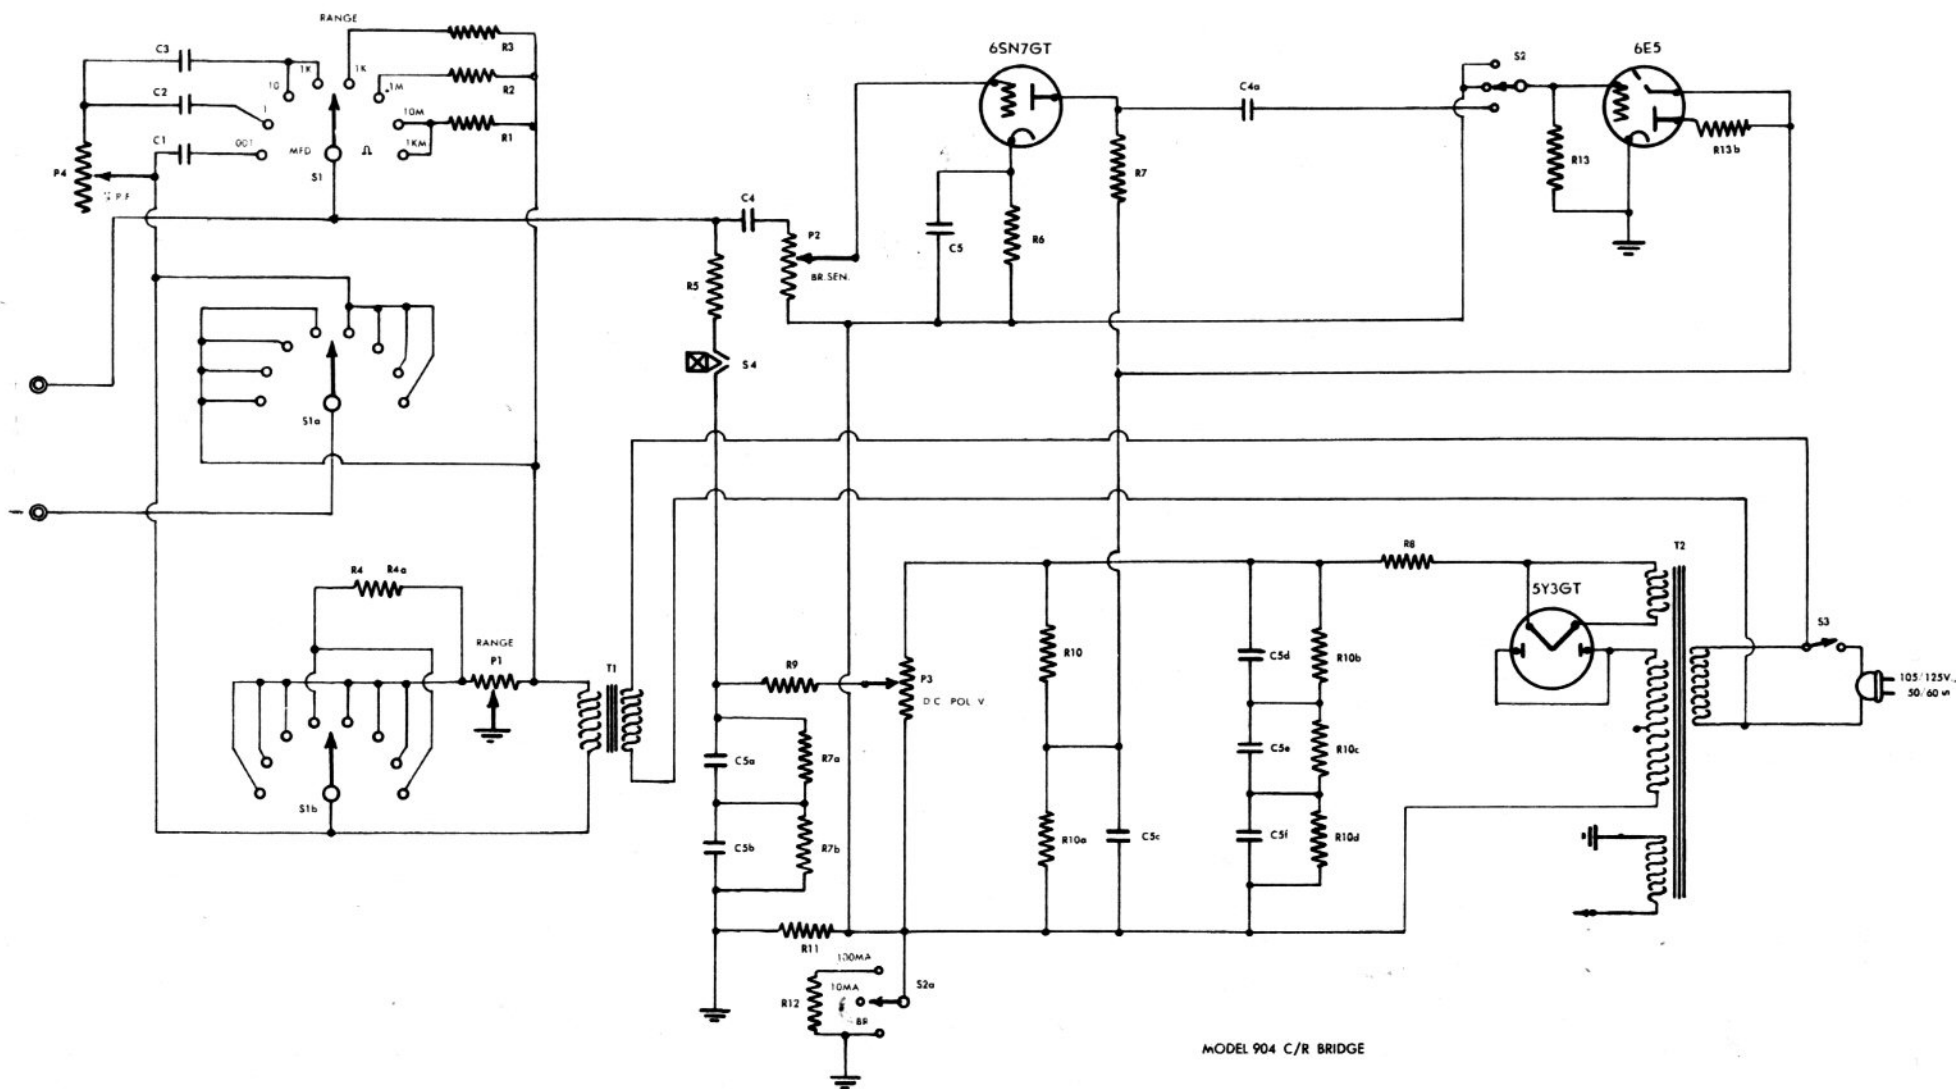 RANGE
R3
C3
1K
1K
R2
10
.1M
C2
1
10M
R1
C1
.001
MFD
Ω
1KM
P4
S1
6SN7GT
C4a
S2
6E5
R13
R13b
R7
C4
P2
BR.SEN.
C5
R6
R5
S4
S1a
R4
R4a
RANGE
P1
T1
S1b
R9
P3
D C POL V
C5a
R7a
C5b
R7b
R11
R10
R10a
C5c
C5d
R10b
C5e
R10c
C5f
R10d
R8
5Y3GT
T2
S3
105/125V.
50/60
100MA
10MA
BR
R12
S2a
MODEL 904 C/R BRIDGE